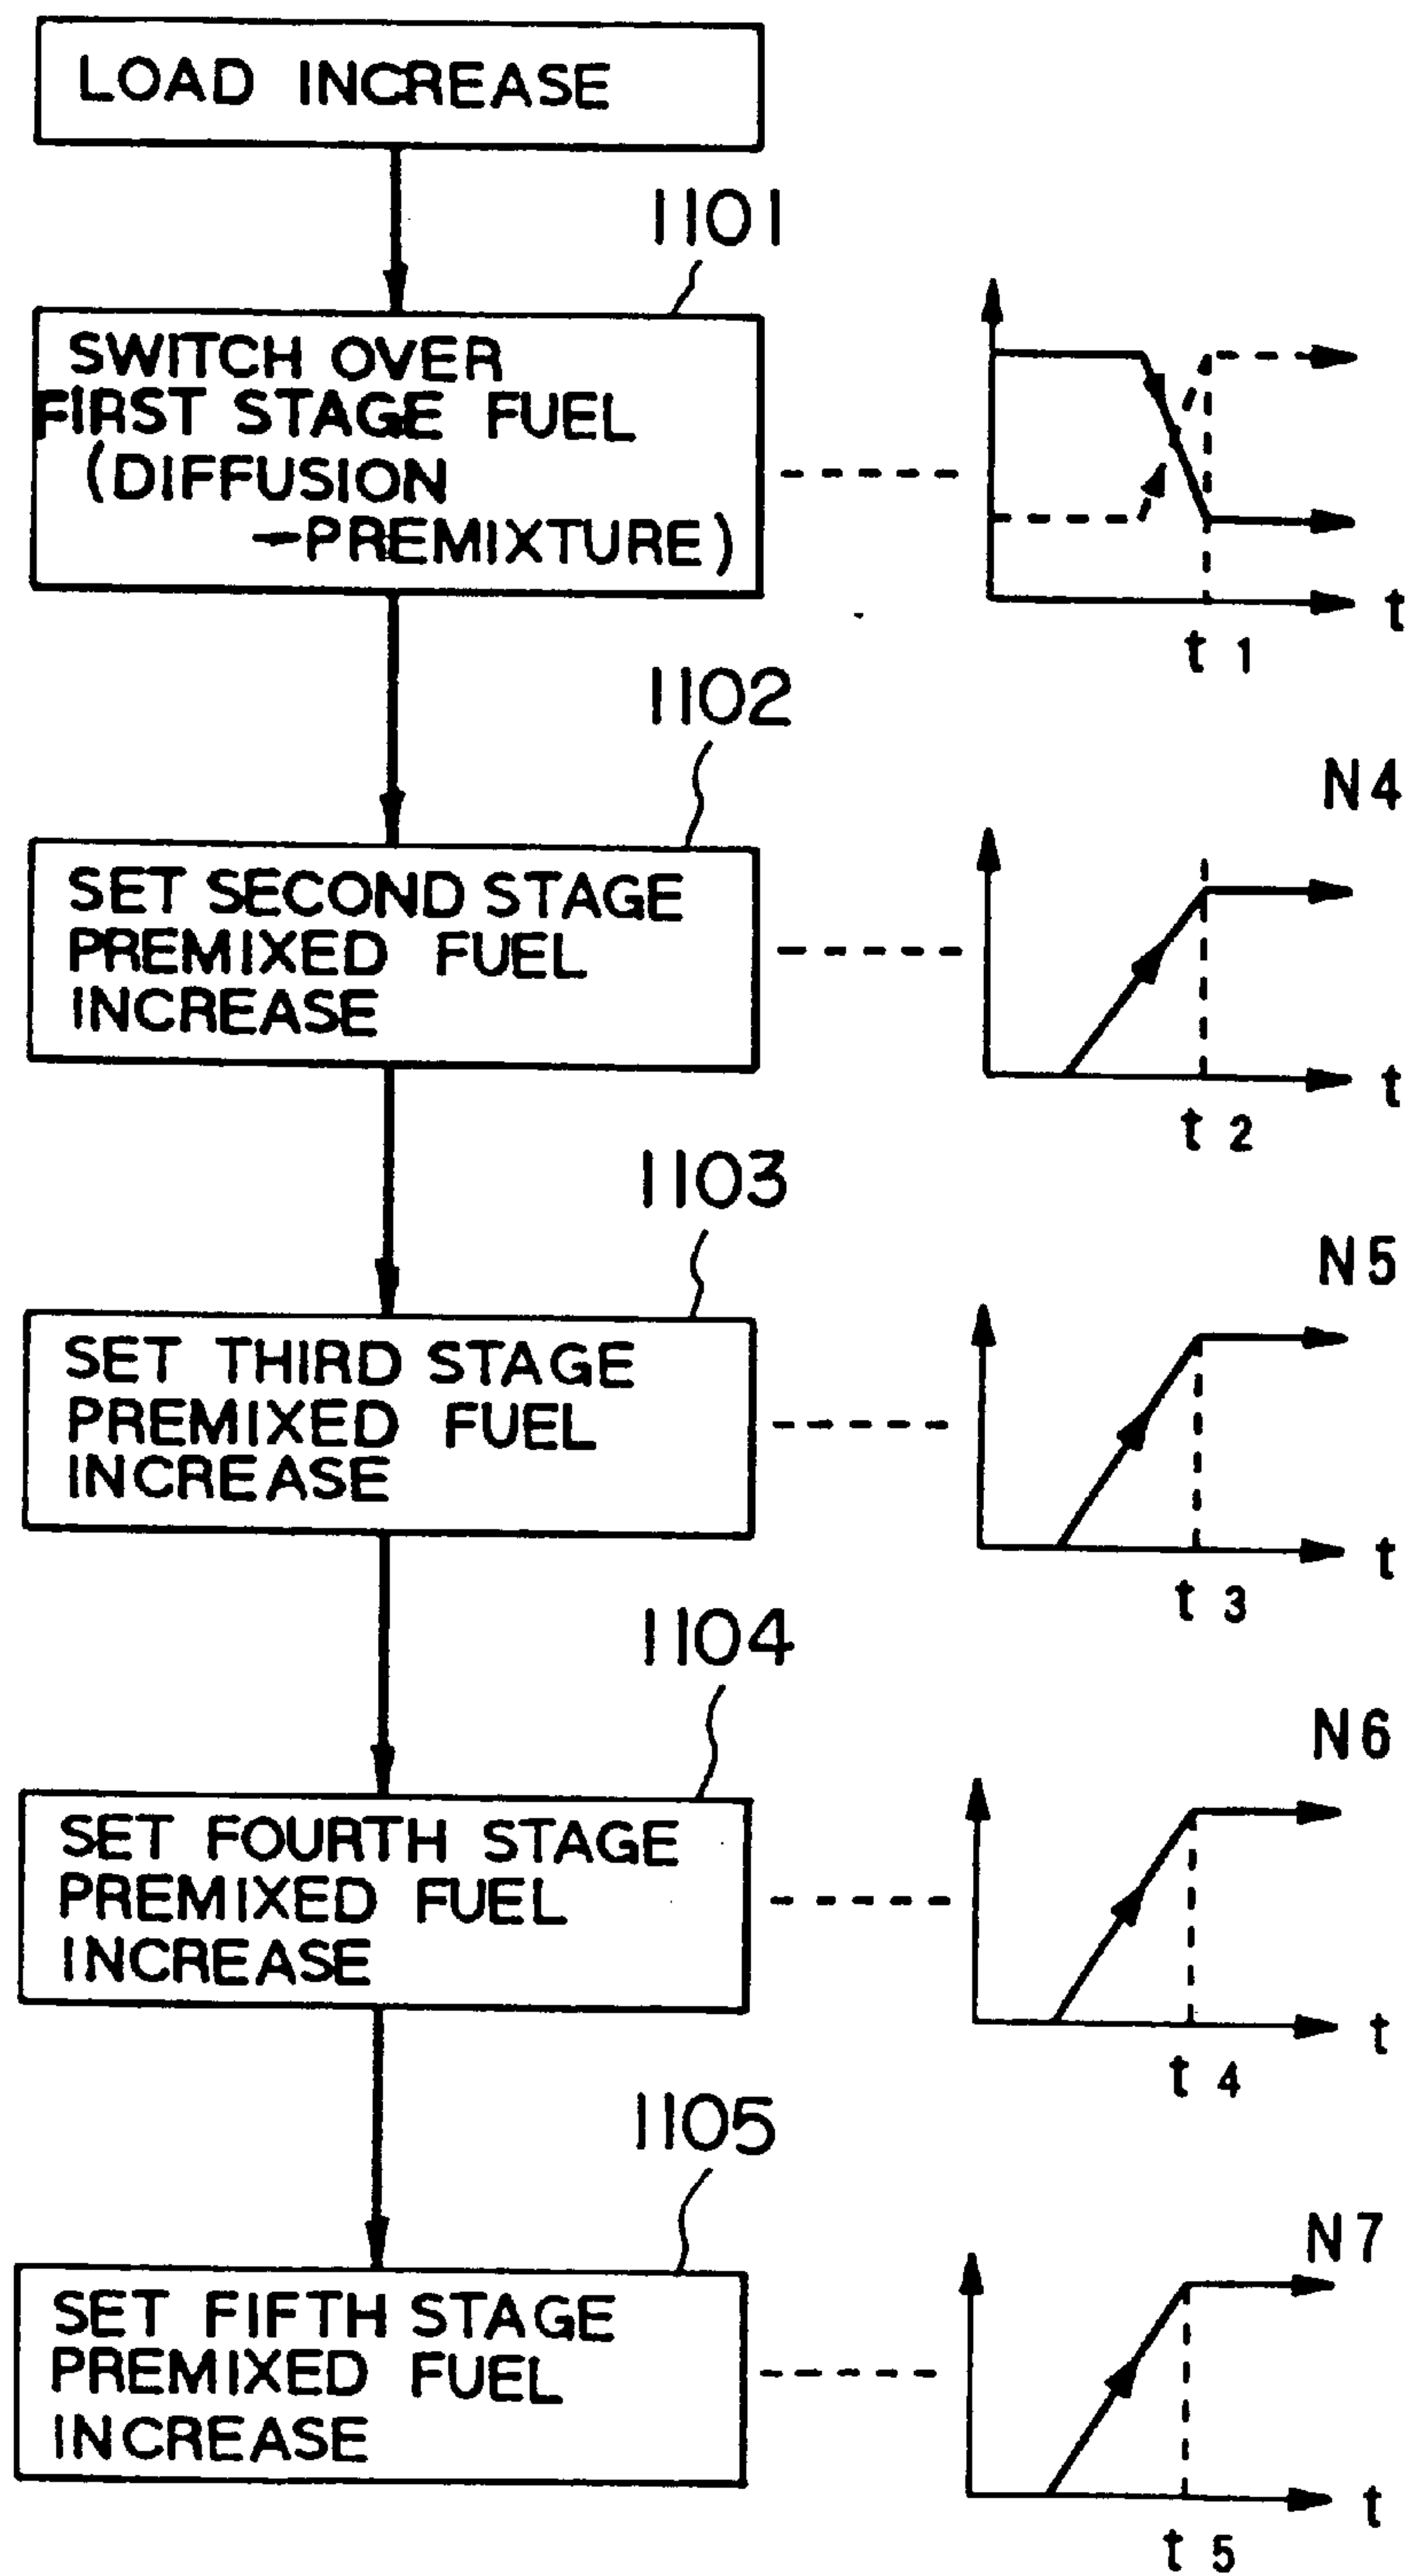 LOAD INCREASE
1101
SWITCH OVER
FIRST STAGE FUEL
(DIFFUSION
-PREMIXTURE)
t
t 1
1102
N4
SET SECOND STAGE
PREMIXED FUEL
INCREASE
t
t 2
1103
N5
SET THIRD STAGE
PREMIXED FUEL
INCREASE
t
t 3
1104
N6
SET FOURTH STAGE
PREMIXED FUEL
INCREASE
t
t 4
1105
N7
SET FIFTH STAGE
PREMIXED FUEL
INCREASE
t
t 5